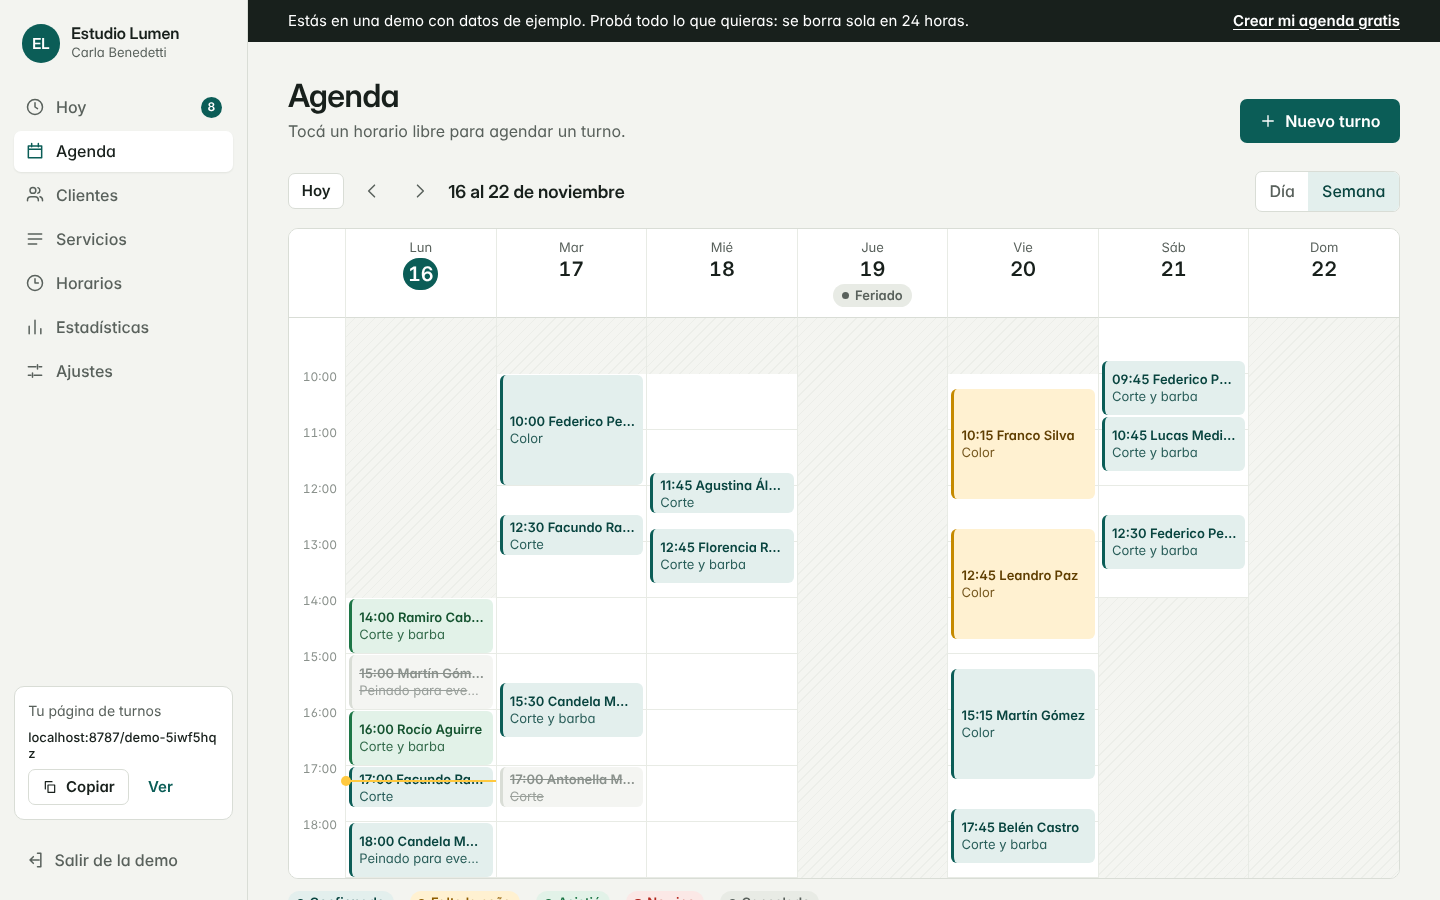 EL
Estudio Lumen
Carla Benedetti
Hoy
8
Agenda
Clientes
Servicios
Horarios
Estadísticas
Ajustes
Tu página de turnos
localhost:8787/demo-5iwf5hq
z
Copiar
Ver
Salir de la demo
Estás en una demo con datos de ejemplo. Probá todo lo que quieras: se borra sola en 24 horas.
Crear mi agenda gratis
Agenda
Tocá un horario libre para agendar un turno.
+ Nuevo turno
Hoy
16 al 22 de noviembre
Día
Semana
Lun
16
Mar
17
Mié
18
Jue
19
Feriado
Vie
20
Sáb
21
Dom
22
10:00
11:00
12:00
13:00
14:00
15:00
16:00
17:00
18:00
14:00 Ramiro Cab...
Corte y barba
15:00 Martín Góm...
Peinado para eve...
16:00 Rocío Aguirre
Corte y barba
17:00 Facundo Ra...
Corte
18:00 Candela M...
Peinado para eve...
10:00 Federico Pe...
Color
12:30 Facundo Ra...
Corte
15:30 Candela M...
Corte y barba
17:00 Antonella M...
Corte
11:45 Agustina Ál...
Corte
12:45 Florencia R...
Corte y barba
10:15 Franco Silva
Color
12:45 Leandro Paz
Color
15:15 Martín Gómez
Color
17:45 Belén Castro
Corte y barba
09:45 Federico P...
Corte y barba
10:45 Lucas Medi...
Corte y barba
12:30 Federico Pe...
Corte y barba